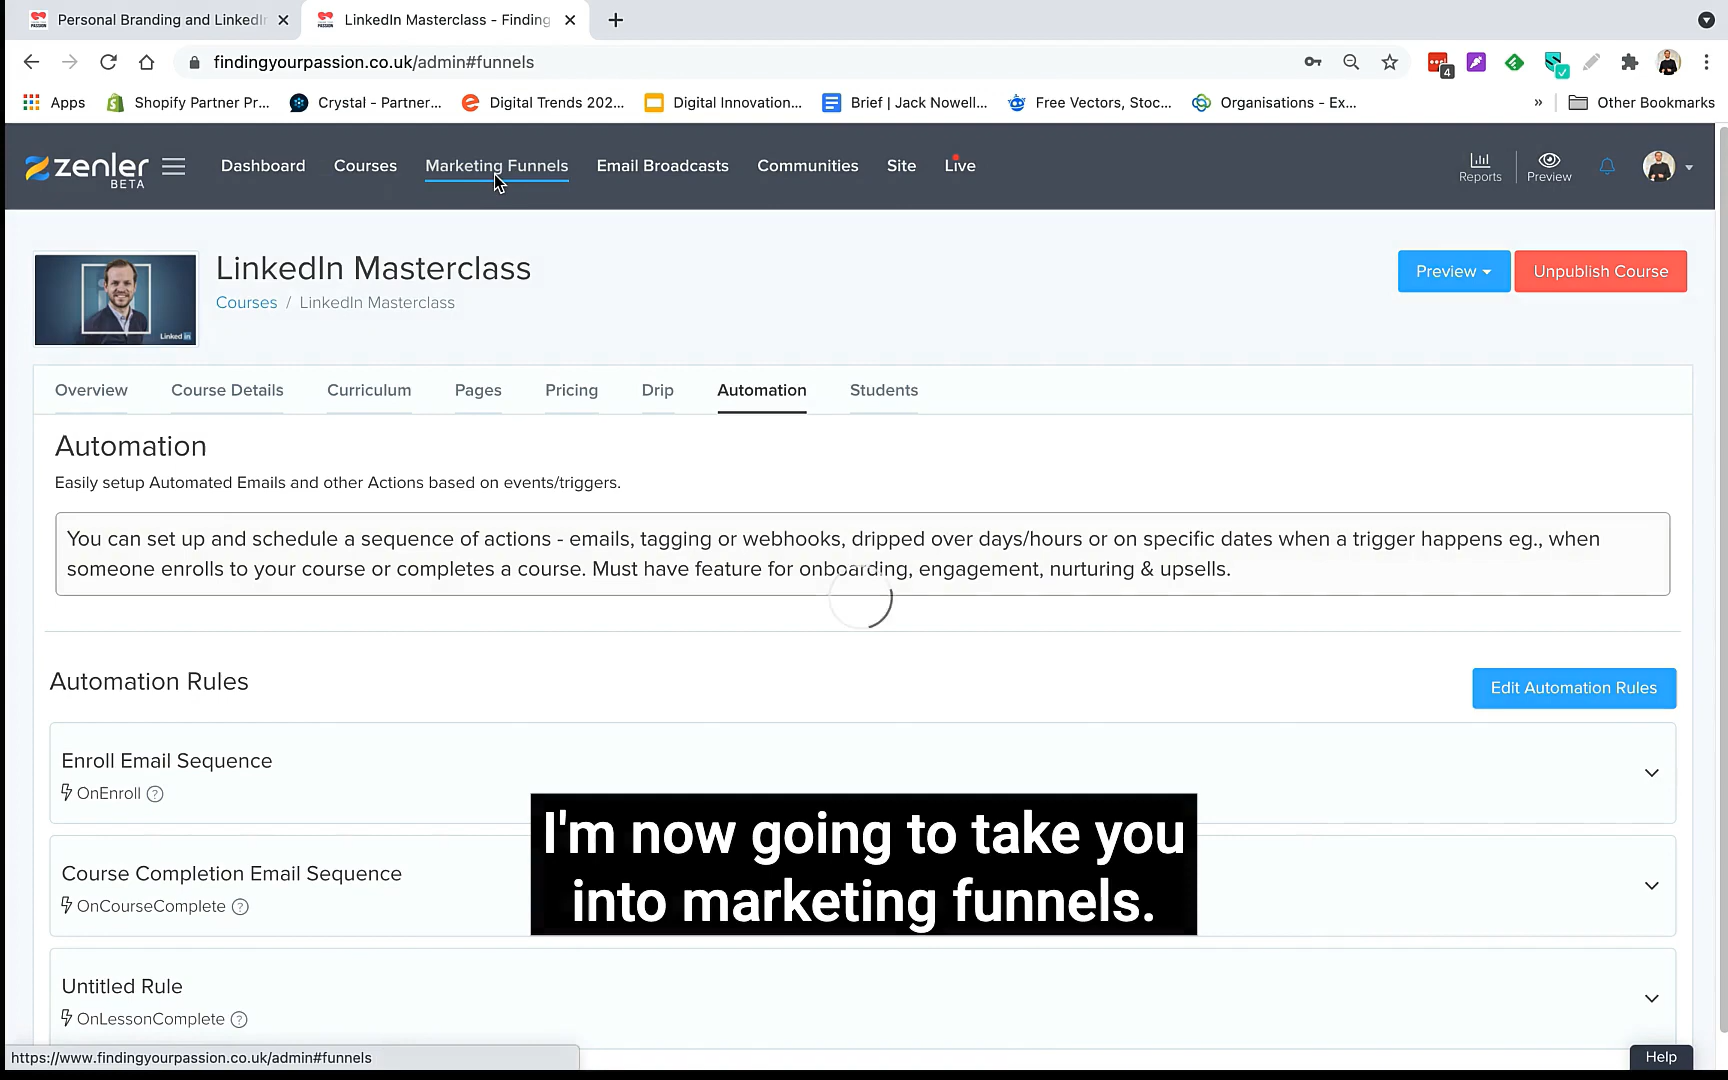 Personal Branding and LinkedIn
LinkedIn Masterclass - Finding
findingyourpassion.co.uk/admin#funnels
4
Apps
Shopify Partner Pr...
Crystal - Partner...
Digital Trends 202...
Digital Innovation...
Brief | Jack Nowell...
Free Vectors, Stoc...
Organisations - Ex...
»
Other Bookmarks
zenler
BETA
Dashboard
Courses
Marketing Funnels
Email Broadcasts
Communities
Site
Live
Reports
Preview
LinkedIn Masterclass
Courses / LinkedIn Masterclass
Linked in
Preview
Unpublish Course
Overview
Course Details
Curriculum
Pages
Pricing
Drip
Automation
Students
Automation
Easily setup Automated Emails and other Actions based on events/triggers.
You can set up and schedule a sequence of actions - emails, tagging or webhooks, dripped over days/hours or on specific dates when a trigger happens eg., when
someone enrolls to your course or completes a course. Must have feature for onboarding, engagement, nurturing & upsells.
Automation Rules
Edit Automation Rules
Enroll Email Sequence
OnEnroll ?
Course Completion Email Sequence
OnCourseComplete ?
I'm now going to take you
into marketing funnels.
Untitled Rule
OnLessonComplete ?
https://www.findingyourpassion.co.uk/admin#funnels
Help